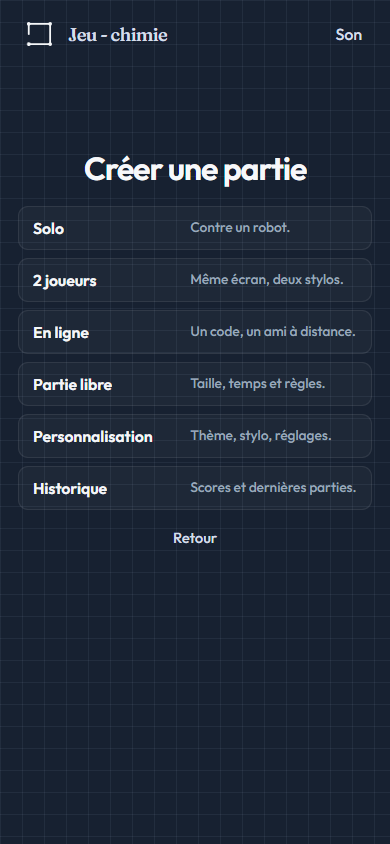 Jeu - chimie
Son
Créer une partie
Solo
Contre un robot.
2 joueurs
Même écran, deux stylos.
En ligne
Un code, un ami à distance.
Partie libre
Taille, temps et règles.
Personnalisation
Thème, stylo, réglages.
Historique
Scores et dernières parties.
Retour